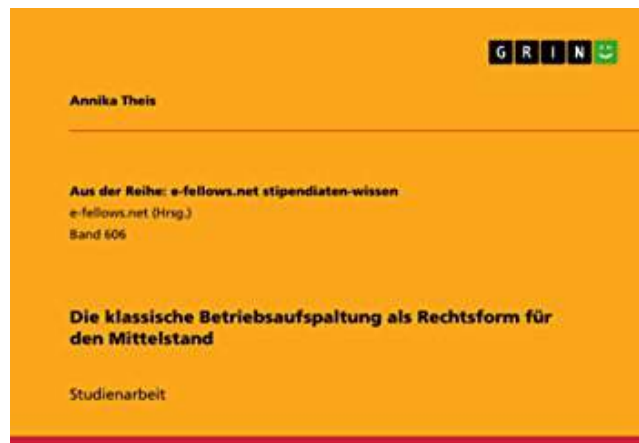 GRIN
Annika Theis
Aus der Reihe: e-fellows.net stipendiaten-wissen
e-fellows.net (Hrsg.)
Band 606
Die klassische Betriebsaufspaltung als Rechtsform für
den Mittelstand
Studienarbeit